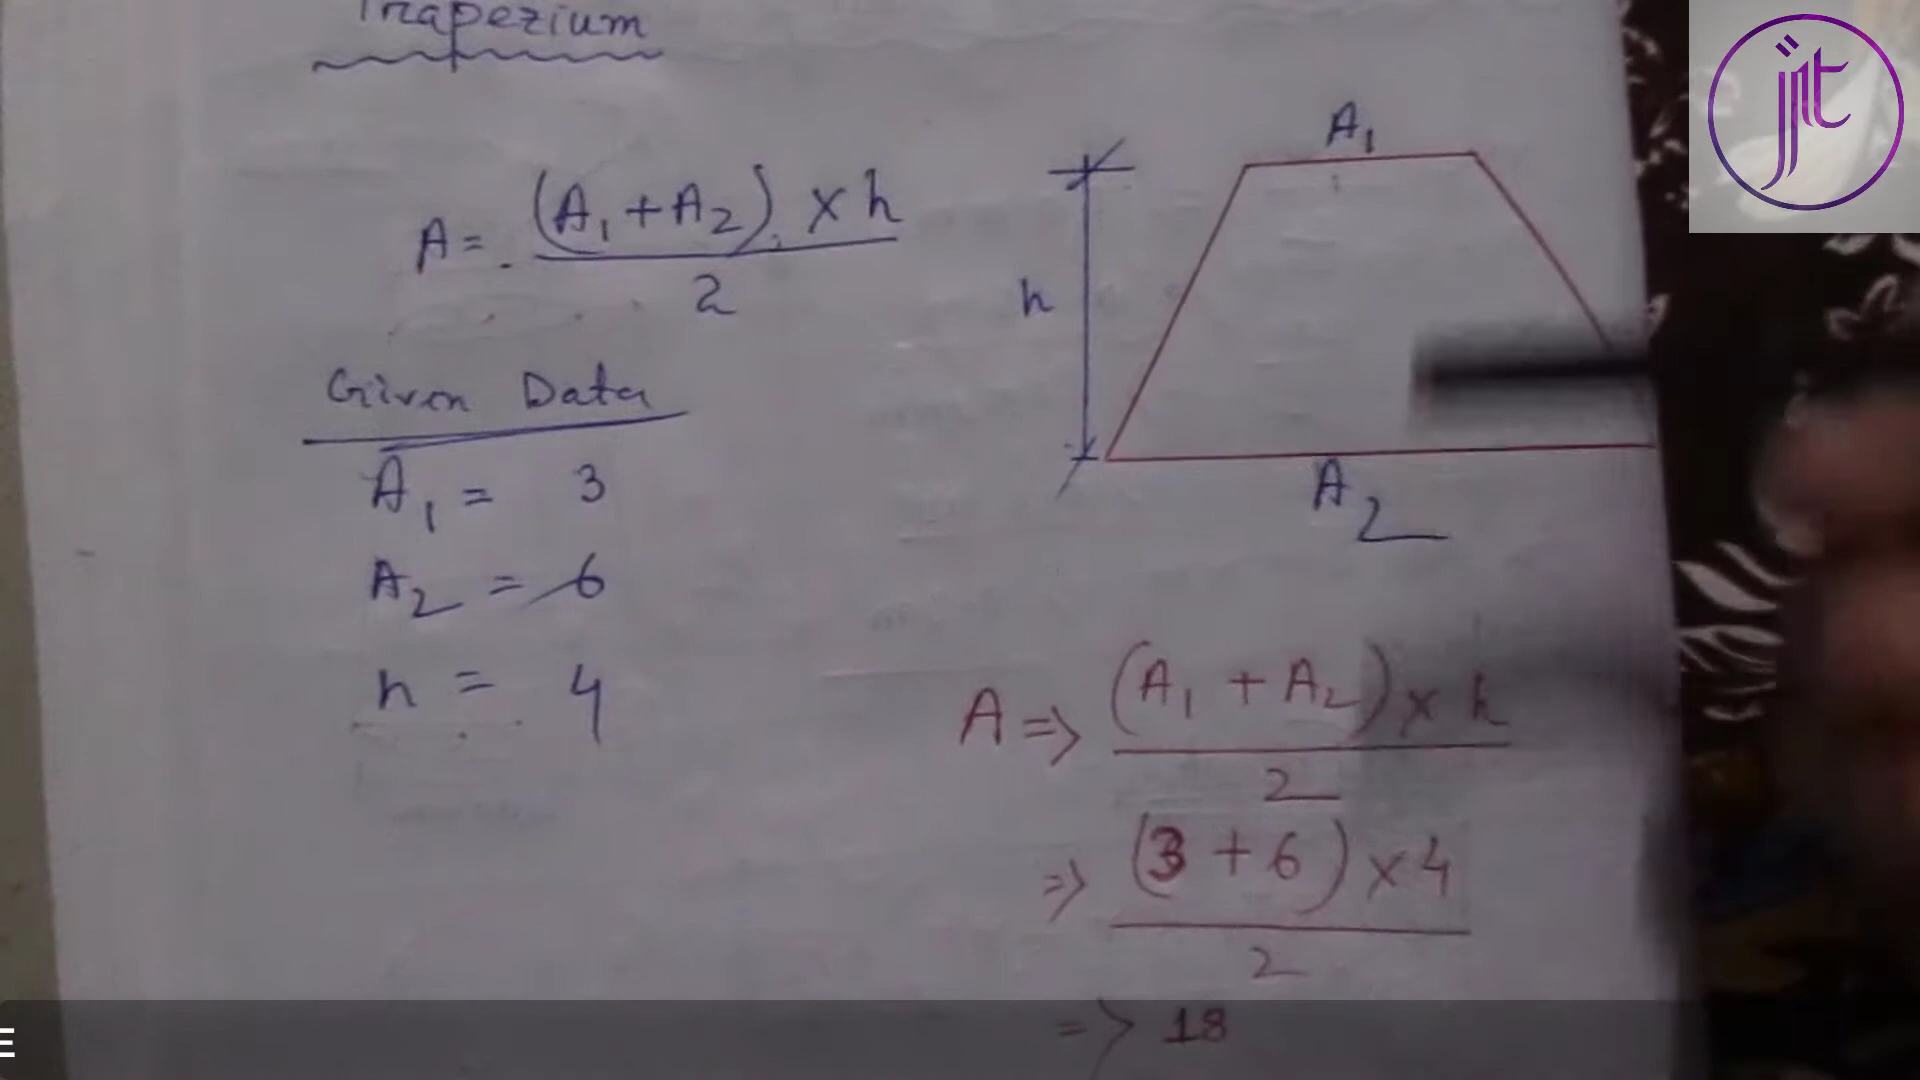 Trapezium
A = (A₁ + A₂) × h
2
A₁
h
A₂
Given Data
A₁ = 3
A₂ = 6
h = 4
A => (A₁ + A₂) × h
2
=> (3 + 6) × 4
2
=> 18
jjt